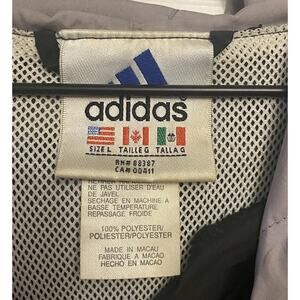 adidas
SIZE L TAILLE G TALLA G
RN# 88387
CA# 00411
NE PAS UTILISER D'EAU
DE JAVEL
SECHAGE EN MACHINE A
BASSE TEMPERATURE
REPASSAGE FROIDE
100% POLYESTER/
POLIESTER/POLYESTER
MADE IN MACAU
FABRIQUE A MACAO
HECHO EN MACAO